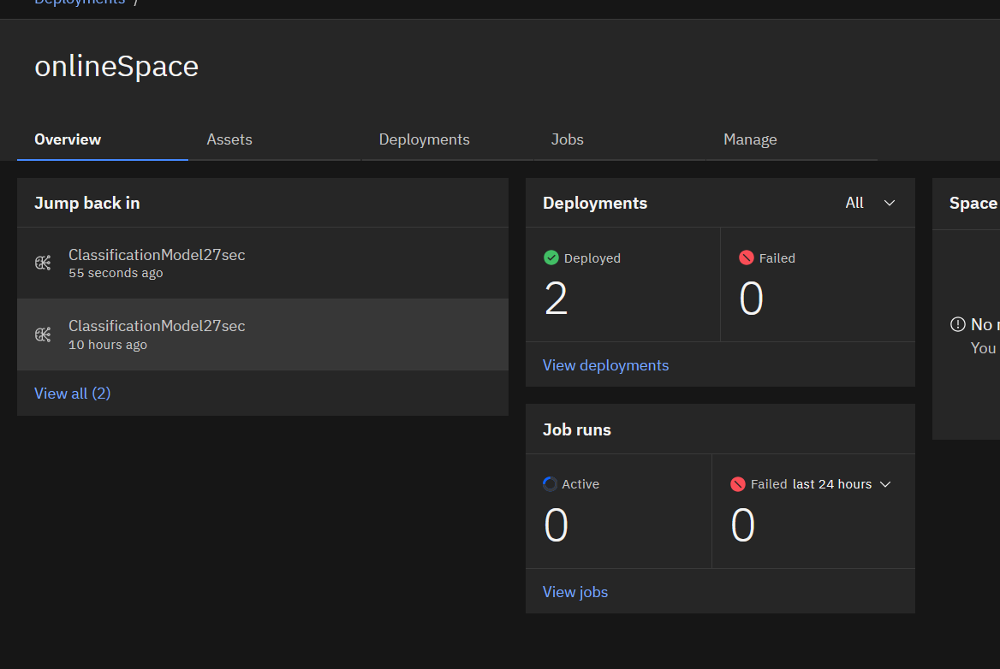 Deployments /
onlineSpace
Overview Assets Deployments Jobs Manage
Jump back in
ClassificationModel27sec
55 seconds ago
ClassificationModel27sec
10 hours ago
View all (2)
Deployments All
Deployed Failed
2 0
View deployments
Job runs
Active Failed last 24 hours
0 0
View jobs
Space
No
You